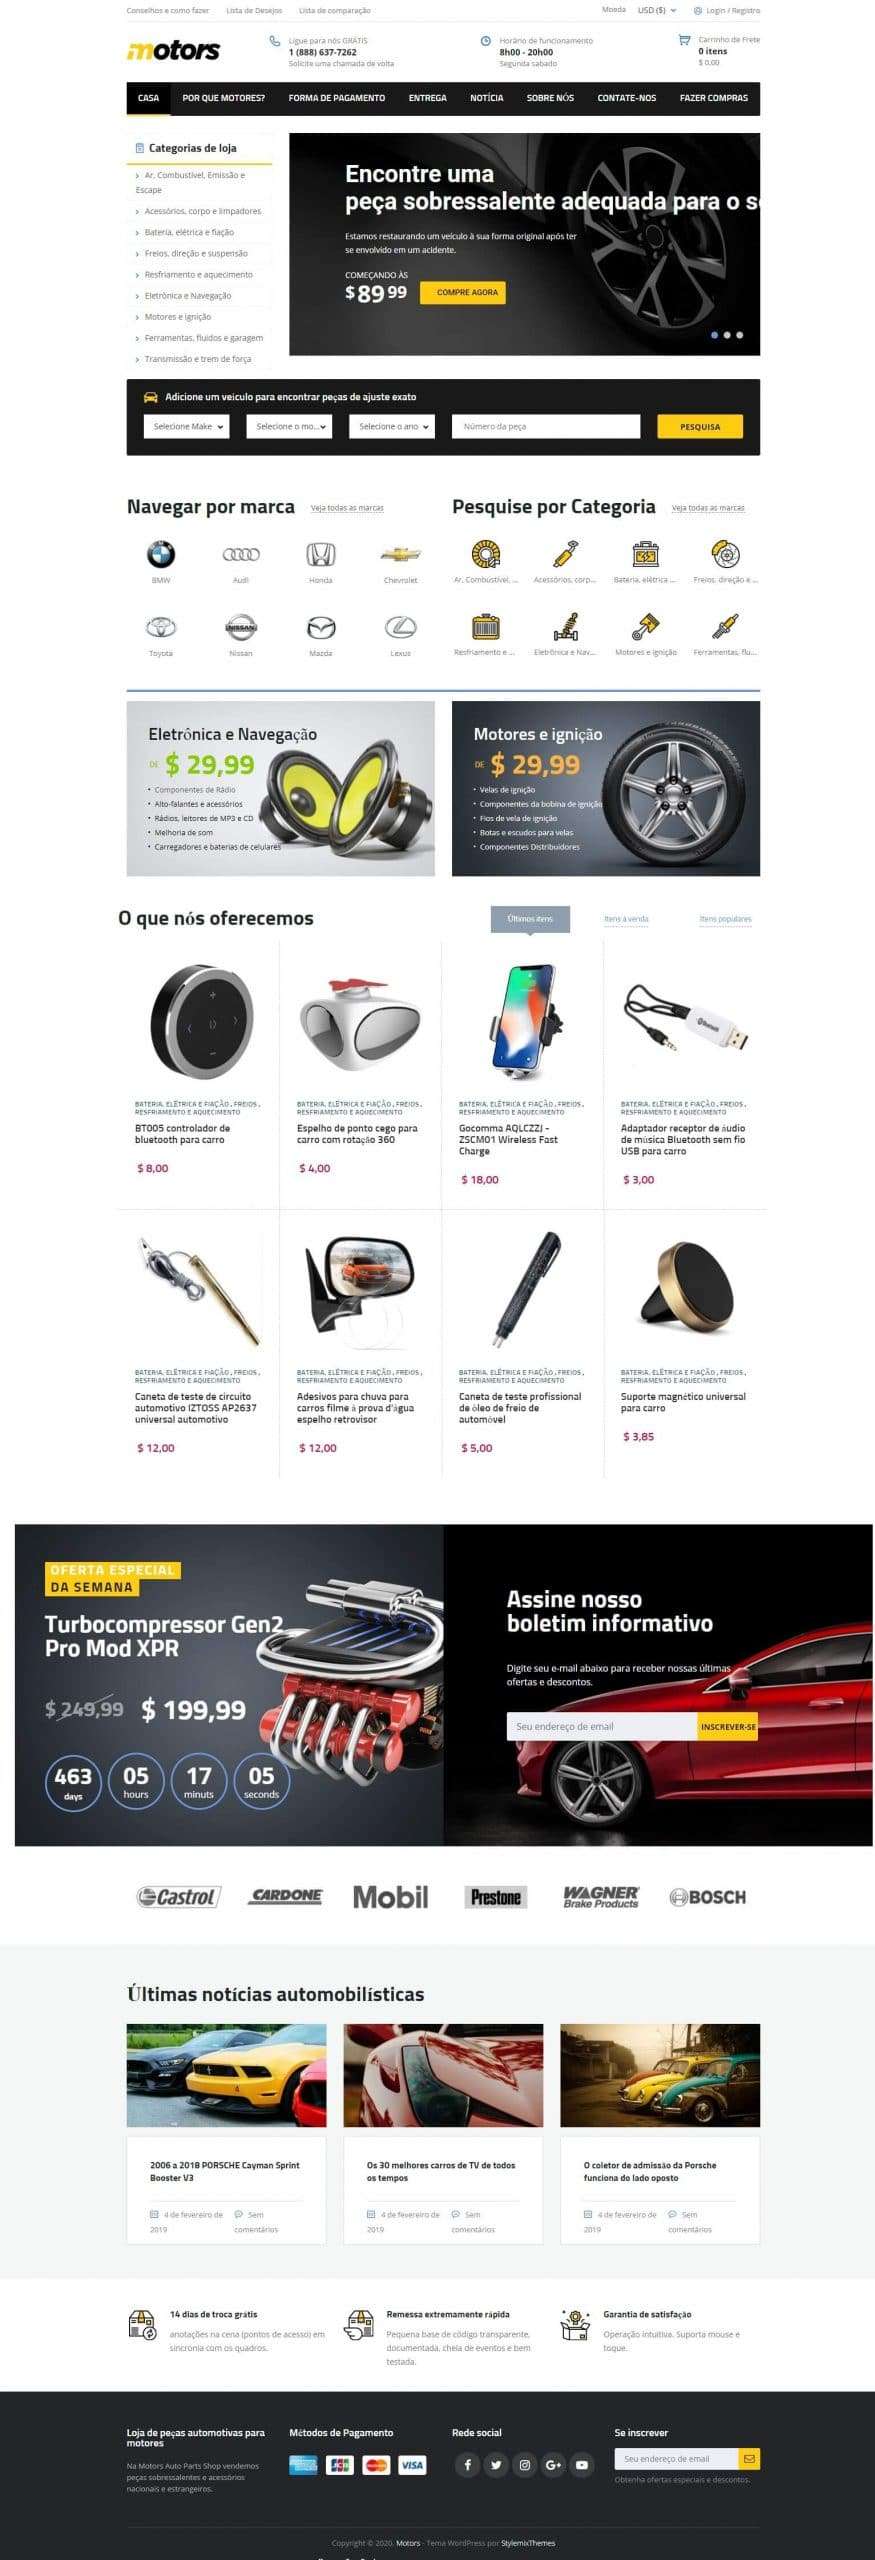 Conselhos e como fazer
Lista de Desejos
Lista de comparação
Moeda
USD ($)
Login / Registro
motors
Ligue para nós GRÁTIS
1 (888) 637-7262
Solicite uma chamada de volta
Horário de funcionamento
8h00 - 20h00
Segunda sabado
Carrinho de Frete
0 itens
$ 0,00
CASA
POR QUE MOTORES?
FORMA DE PAGAMENTO
ENTREGA
NOTÍCIA
SOBRE NÓS
CONTATE-NOS
FAZER COMPRAS
Categorias de loja
Ar, Combustível, Emissão e
Escape
Acessórios, corpo e limpadores
Bateria, elétrica e fiação
Freios, direção e suspensão
Resfriamento e aquecimento
Eletrônica e Navegação
Motores e ignição
Ferramentas, fluidos e garagem
Transmissão e trem de força
Encontre uma
peça sobressalente adequada para o s
Estamos restaurando um veículo à sua forma original após ter
se envolvido em um acidente.
COMEÇANDO ÀS
$ 89 99
COMPRE AGORA
Adicione um veículo para encontrar peças de ajuste exato
Selecione Make
Selecione o mo...
Selecione o ano
Número da peça
PESQUISA
Navegar por marca
Veja todas as marcas
BMW
Audi
Honda
Chevrolet
NISSAN
Toyota
Nissan
Mazda
Lexus
Pesquise por Categoria
Veja todas as marcas
Ar, Combustível, ...
Acessórios, corp...
Bateria, elétrica ...
Freios, direção e ...
Resfriamento e ...
Eletrônica e Nav...
Motores e ignição
Ferramentas, flu...
Eletrônica e Navegação
DE $ 29,99
Componentes de Rádio
Alto-falantes e acessórios
Rádios, leitores de MP3 e CD
Melhoria de som
Carregadores e baterias de celulares
Motores e ignição
DE $ 29,99
Velas de ignição
Componentes da bobina de ignição
Fios de vela de ignição
Botas e escudos para velas
Componentes Distribuidores
O que nós oferecemos
Últimos itens
Itens à venda
Itens populares
Bluetooth
BATERIA, ELÉTRICA E FIAÇÃO , FREIOS ,
RESFRIAMENTO E AQUECIMENTO
BT005 controlador de
bluetooth para carro
$ 8,00
BATERIA, ELÉTRICA E FIAÇÃO , FREIOS ,
RESFRIAMENTO E AQUECIMENTO
Espelho de ponto cego para
carro com rotação 360
$ 4,00
BATERIA, ELÉTRICA E FIAÇÃO , FREIOS ,
RESFRIAMENTO E AQUECIMENTO
Gocomma AQLCZZJ -
ZSCM01 Wireless Fast
Charge
$ 18,00
BATERIA, ELÉTRICA E FIAÇÃO , FREIOS ,
RESFRIAMENTO E AQUECIMENTO
Adaptador receptor de áudio
de música Bluetooth sem fio
USB para carro
$ 3,00
BATERIA, ELÉTRICA E FIAÇÃO , FREIOS ,
RESFRIAMENTO E AQUECIMENTO
Caneta de teste de circuito
automotivo IZTOSS AP2637
universal automotivo
$ 12,00
BATERIA, ELÉTRICA E FIAÇÃO , FREIOS ,
RESFRIAMENTO E AQUECIMENTO
Adesivos para chuva para
carros filme à prova d'água
espelho retrovisor
$ 12,00
BATERIA, ELÉTRICA E FIAÇÃO , FREIOS ,
RESFRIAMENTO E AQUECIMENTO
Caneta de teste profissional
de óleo de freio de
automóvel
$ 5,00
BATERIA, ELÉTRICA E FIAÇÃO , FREIOS ,
RESFRIAMENTO E AQUECIMENTO
Suporte magnético universal
para carro
$ 3,85
OFERTA ESPECIAL
DA SEMANA
Turbocompressor Gen2
Pro Mod XPR
$ 249,99 $ 199,99
463
days
05
hours
17
minuts
05
seconds
Assine nosso
boletim informativo
Digite seu e-mail abaixo para receber nossas últimas
ofertas e descontos.
Seu endereço de email
INSCREVER-SE
Castrol
CARDONE
Mobil
Prestone
WAGNER
Brake Products
BOSCH
Últimas notícias automobilísticas
2006 a 2018 PORSCHE Cayman Sprint
Booster V3
4 de fevereiro de
2019
Sem
comentários
Os 30 melhores carros de TV de todos
os tempos
4 de fevereiro de
2019
Sem
comentários
O coletor de admissão da Porsche
funciona do lado oposto
4 de fevereiro de
2019
Sem
comentários
14 dias de troca grátis
anotações na cena (pontos de acesso) em
sincronia com os quadros.
Remessa extremamente rápida
Pequena base de código transparente,
documentada, cheia de eventos e bem
testada.
Garantia de satisfação
Operação intuitiva. Suporta mouse e
toque.
Loja de peças automotivas para
motores
Na Motors Auto Parts Shop vendemos
peças sobressalentes e acessórios
nacionais e estrangeiros.
Métodos de Pagamento
JCB
MasterCard
VISA
Rede social
Se inscrever
Seu endereço de email
Obtenha ofertas especiais e descontos.
Copyright © 2020. Motors - Tema WordPress por StylemixThemes